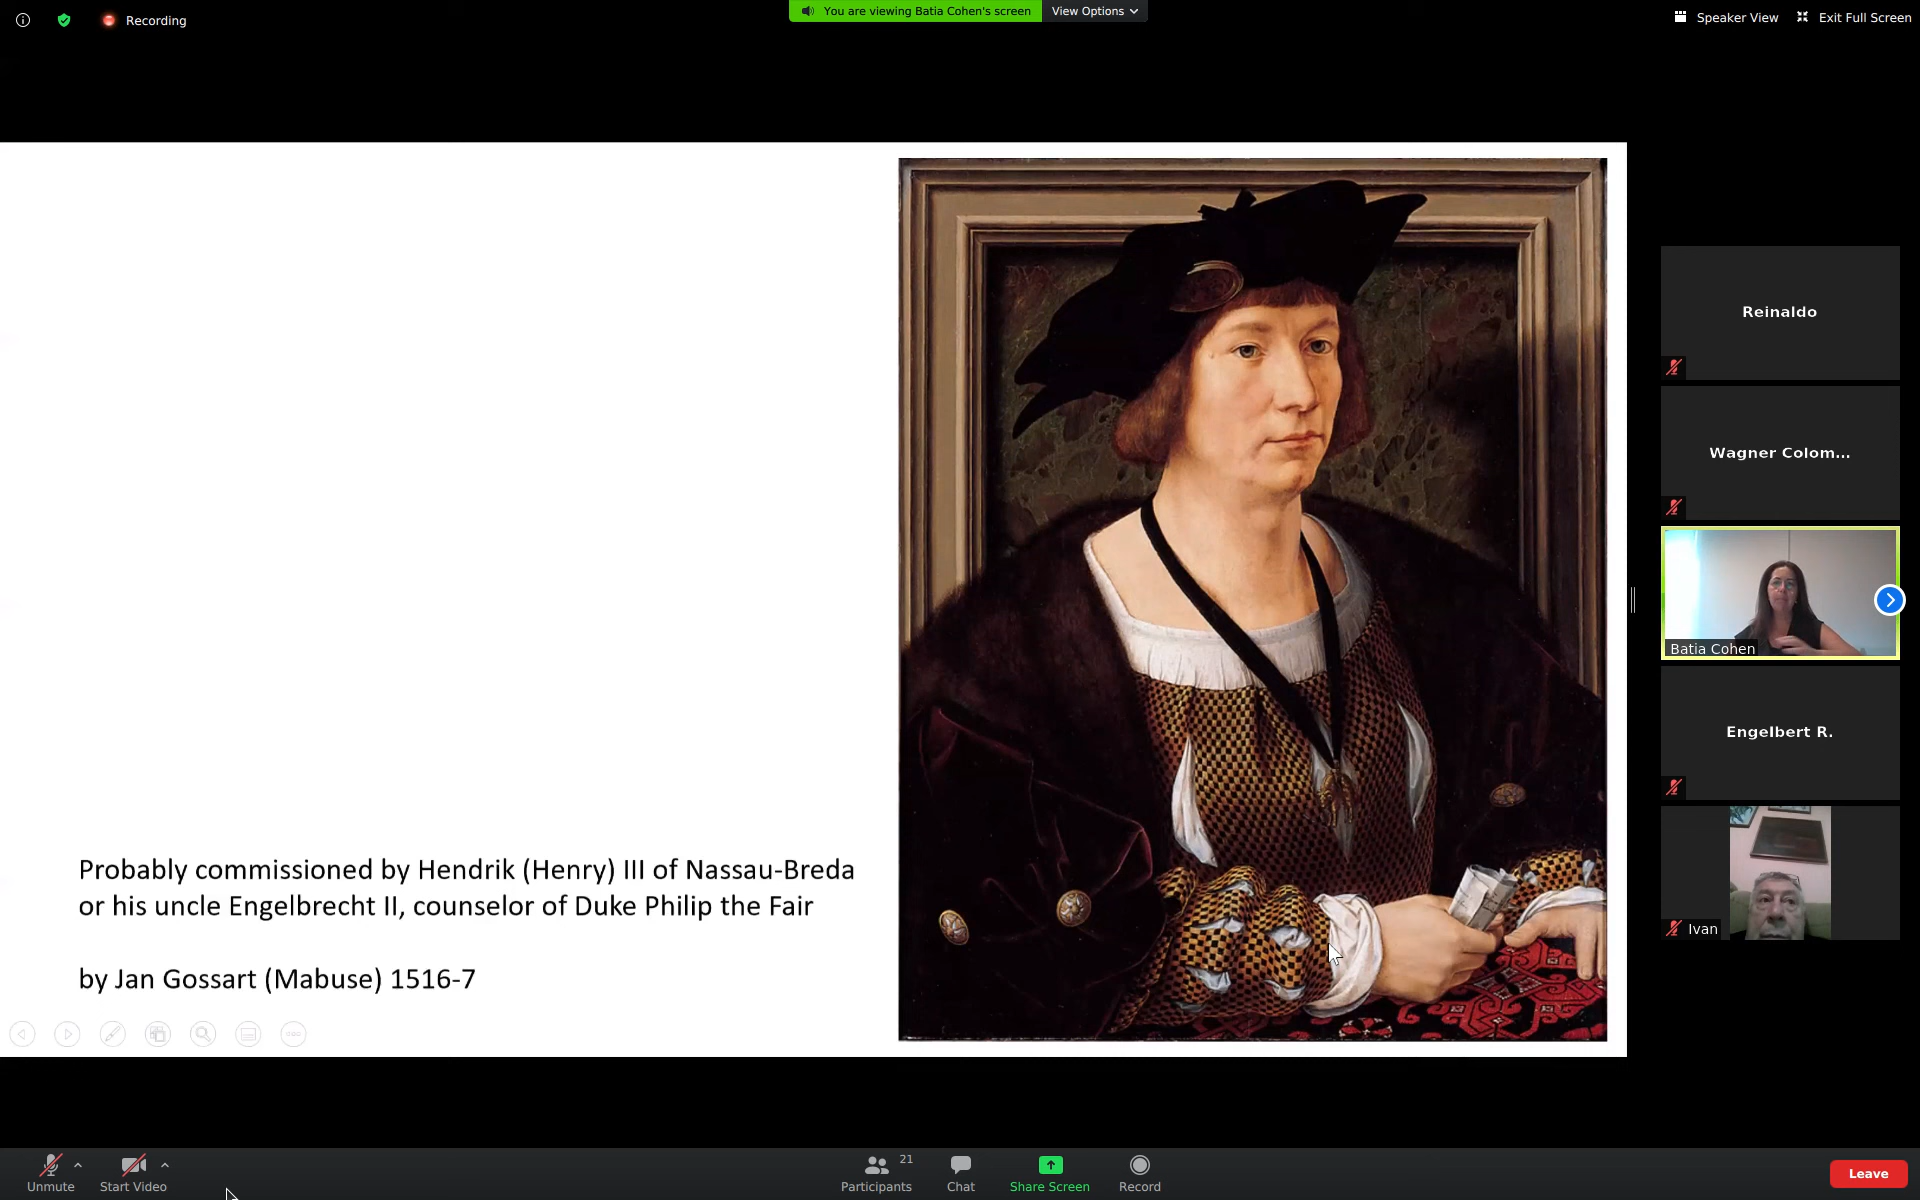 Recording
You are viewing Batia Cohen's screen
View Options
Speaker View
Exit Full Screen
Reinaldo
Wagner Colom...
Batia Cohen
Engelbert R.
Ivan
Probably commissioned by Hendrik (Henry) III of Nassau-Breda
or his uncle Engelbrecht II, counselor of Duke Philip the Fair
by Jan Gossart (Mabuse) 1516-7
Unmute
Start Video
Participants
21
Chat
Share Screen
Record
Leave